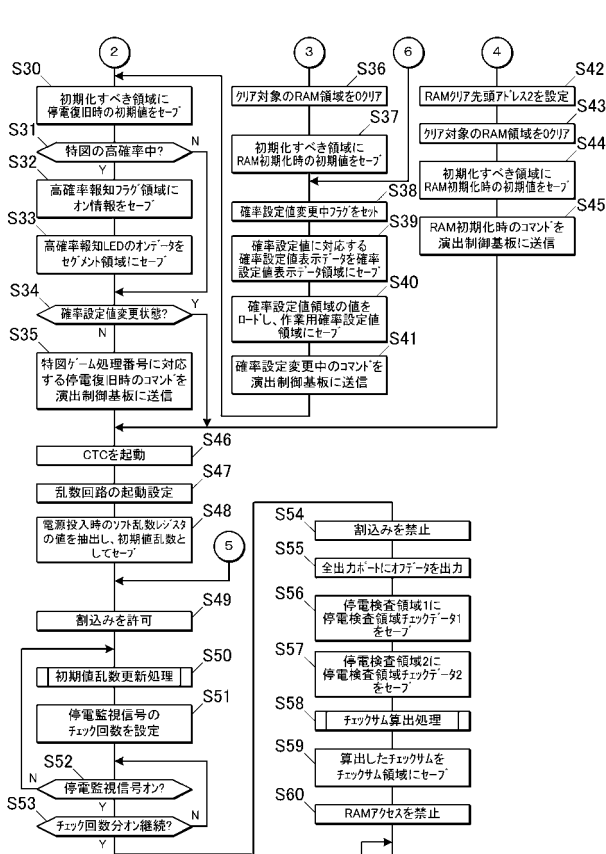 2
S30
初期化すべき領域に
停電復旧時の初期値をセーブ
S31
特図の高確率中?
N
Y
S32
高確率報知フラグ領域に
オン情報をセーブ
S33
高確率報知LEDのオンデータを
セグメント領域にセーブ
S34
確率設定値変更状態?
Y
N
S35
特図ゲーム処理番号に対応
する停電復旧時のコマンドを
演出制御基板に送信
3
6
S36
クリア対象のRAM領域を0クリア
S37
初期化すべき領域に
RAM初期化時の初期値をセーブ
S38
確率設定値変更中フラグをセット
S39
確率設定値に対応する
確率設定値表示データを確率
設定値表示データ領域にセーブ
S40
確率設定値領域の値を
ロードし、作業用確率設定値
領域にセーブ
S41
確率設定変更中のコマンドを
演出制御基板に送信
4
S42
RAMクリア先頭アドレス2を設定
S43
クリア対象のRAM領域を0クリア
S44
初期化すべき領域に
RAM初期化時の初期値をセーブ
S45
RAM初期化時のコマンドを
演出制御基板に送信
S46
CTCを起動
S47
乱数回路の起動設定
S48
電源投入時のソフト乱数レジスタ
の値を抽出し、初期値乱数と
してセーブ
5
S49
割込みを許可
S50
初期値乱数更新処理
S51
停電監視信号の
チェック回数を設定
S52
停電監視信号オン?
N
Y
S53
チェック回数分オン継続?
N
Y
S54
割込みを禁止
S55
全出力ポートにオフデータを出力
S56
停電検査領域1に
停電検査領域チェックデータ1
をセーブ
S57
停電検査領域2に
停電検査領域チェックデータ2
をセーブ
S58
チェックサム算出処理
S59
算出したチェックサムを
チェックサム領域にセーブ
S60
RAMアクセスを禁止